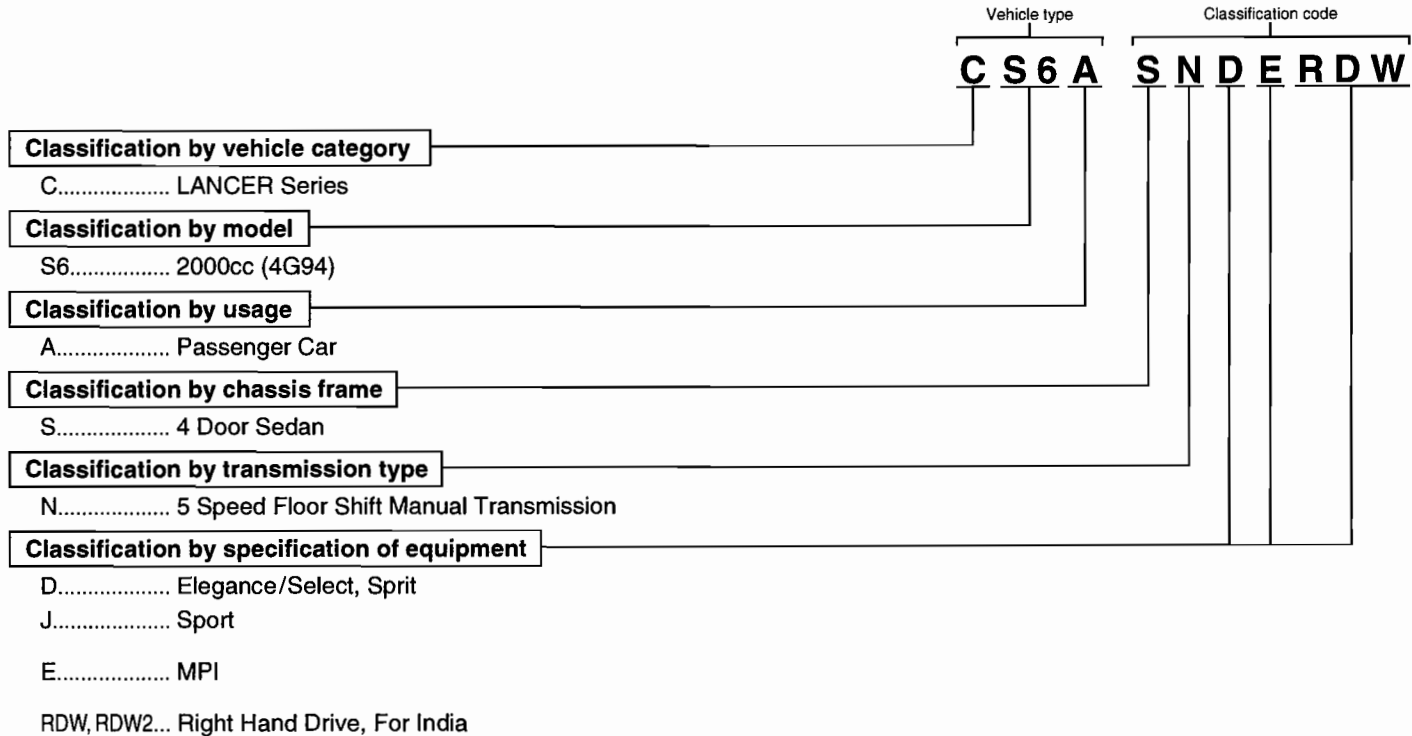 Vehicle type Classification code
C S 6 A S N D E R D W
Classification by vehicle category
C................... LANCER Series
Classification by model
S6................. 2000cc (4G94)
Classification by usage
A................... Passenger Car
Classification by chassis frame
S................... 4 Door Sedan
Classification by transmission type
N................... 5 Speed Floor Shift Manual Transmission
Classification by specification of equipment
D................... Elegance/Select, Sprit
J.................... Sport
E................... MPI
RDW, RDW2... Right Hand Drive, For India